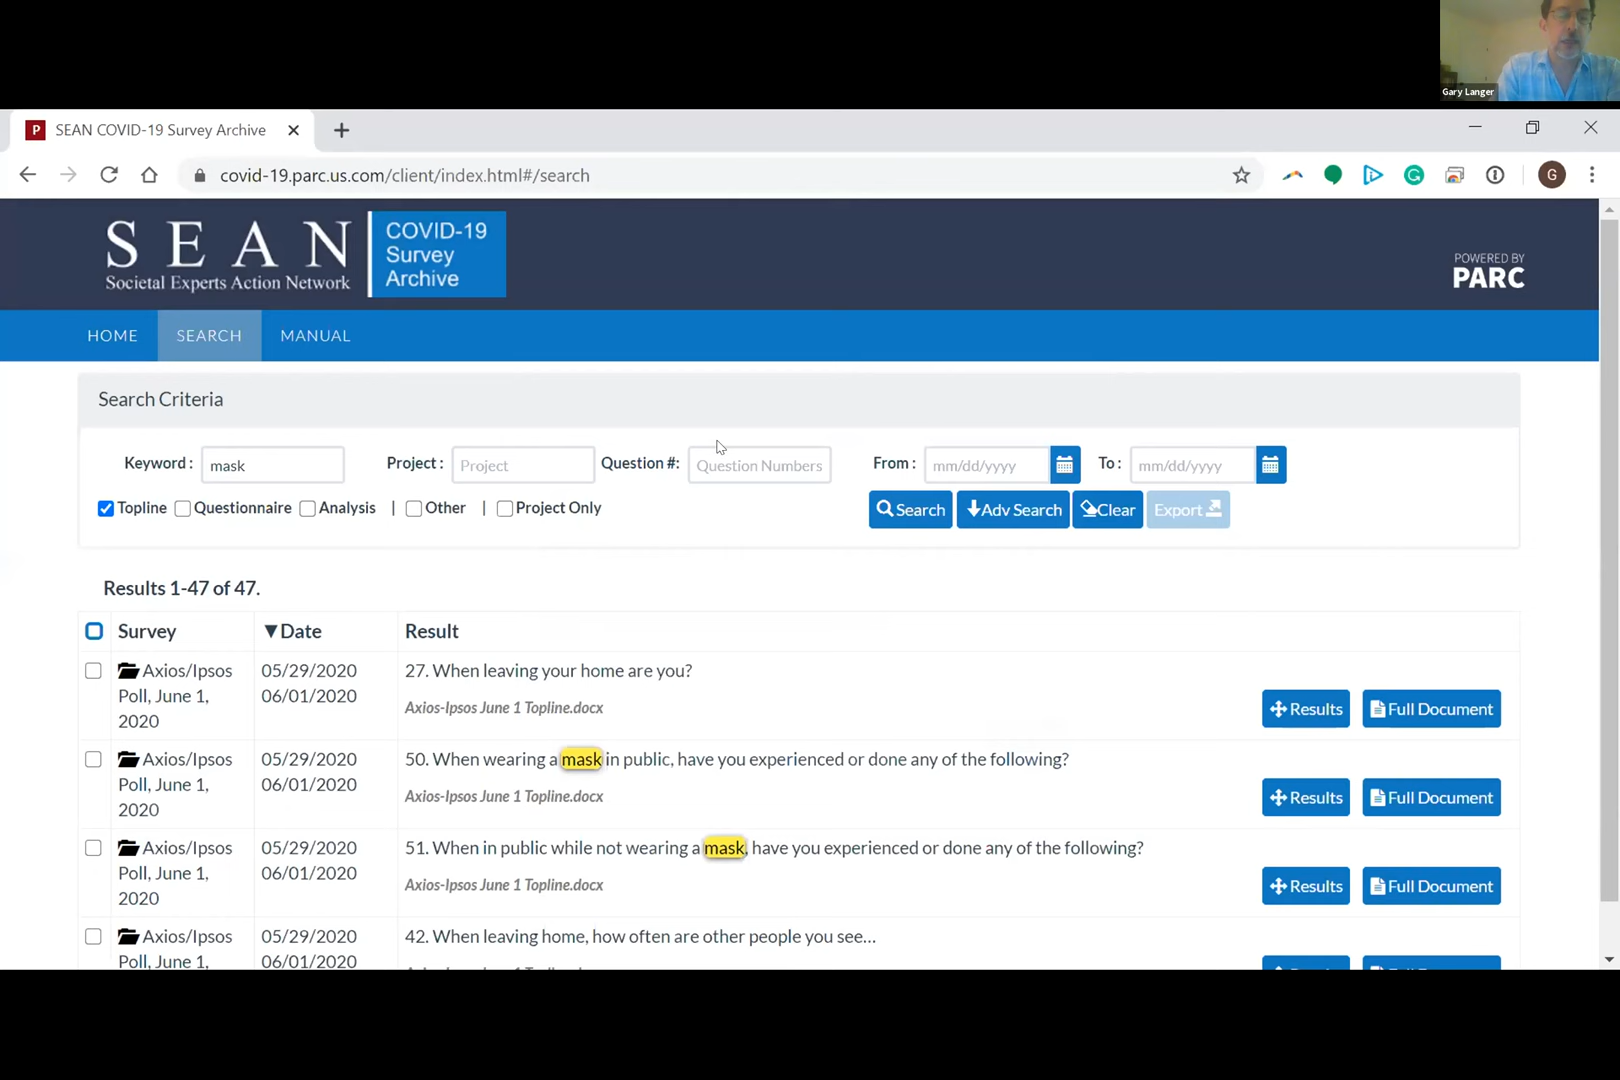 Gary Langer
P SEAN COVID-19 Survey Archive
covid-19.parc.us.com/client/index.html#/search
G
SEAN
Societal Experts Action Network
COVID-19
Survey
Archive
POWERED BY
PARC
HOME SEARCH MANUAL
Search Criteria
Keyword : mask Project : Project Question #: Question Numbers From : mm/dd/yyyy To : mm/dd/yyyy
Topline Questionnaire Analysis | Other | Project Only Search Adv Search Clear Export
Results 1-47 of 47.
Survey ▼Date Result
Axios/Ipsos 05/29/2020 27. When leaving your home are you?
Poll, June 1, 06/01/2020 Axios-Ipsos June 1 Topline.docx Results Full Document
2020
Axios/Ipsos 05/29/2020 50. When wearing a mask in public, have you experienced or done any of the following?
Poll, June 1, 06/01/2020 Axios-Ipsos June 1 Topline.docx Results Full Document
2020
Axios/Ipsos 05/29/2020 51. When in public while not wearing a mask, have you experienced or done any of the following?
Poll, June 1, 06/01/2020 Axios-Ipsos June 1 Topline.docx Results Full Document
2020
Axios/Ipsos 05/29/2020 42. When leaving home, how often are other people you see...
Poll, June 1, 06/01/2020